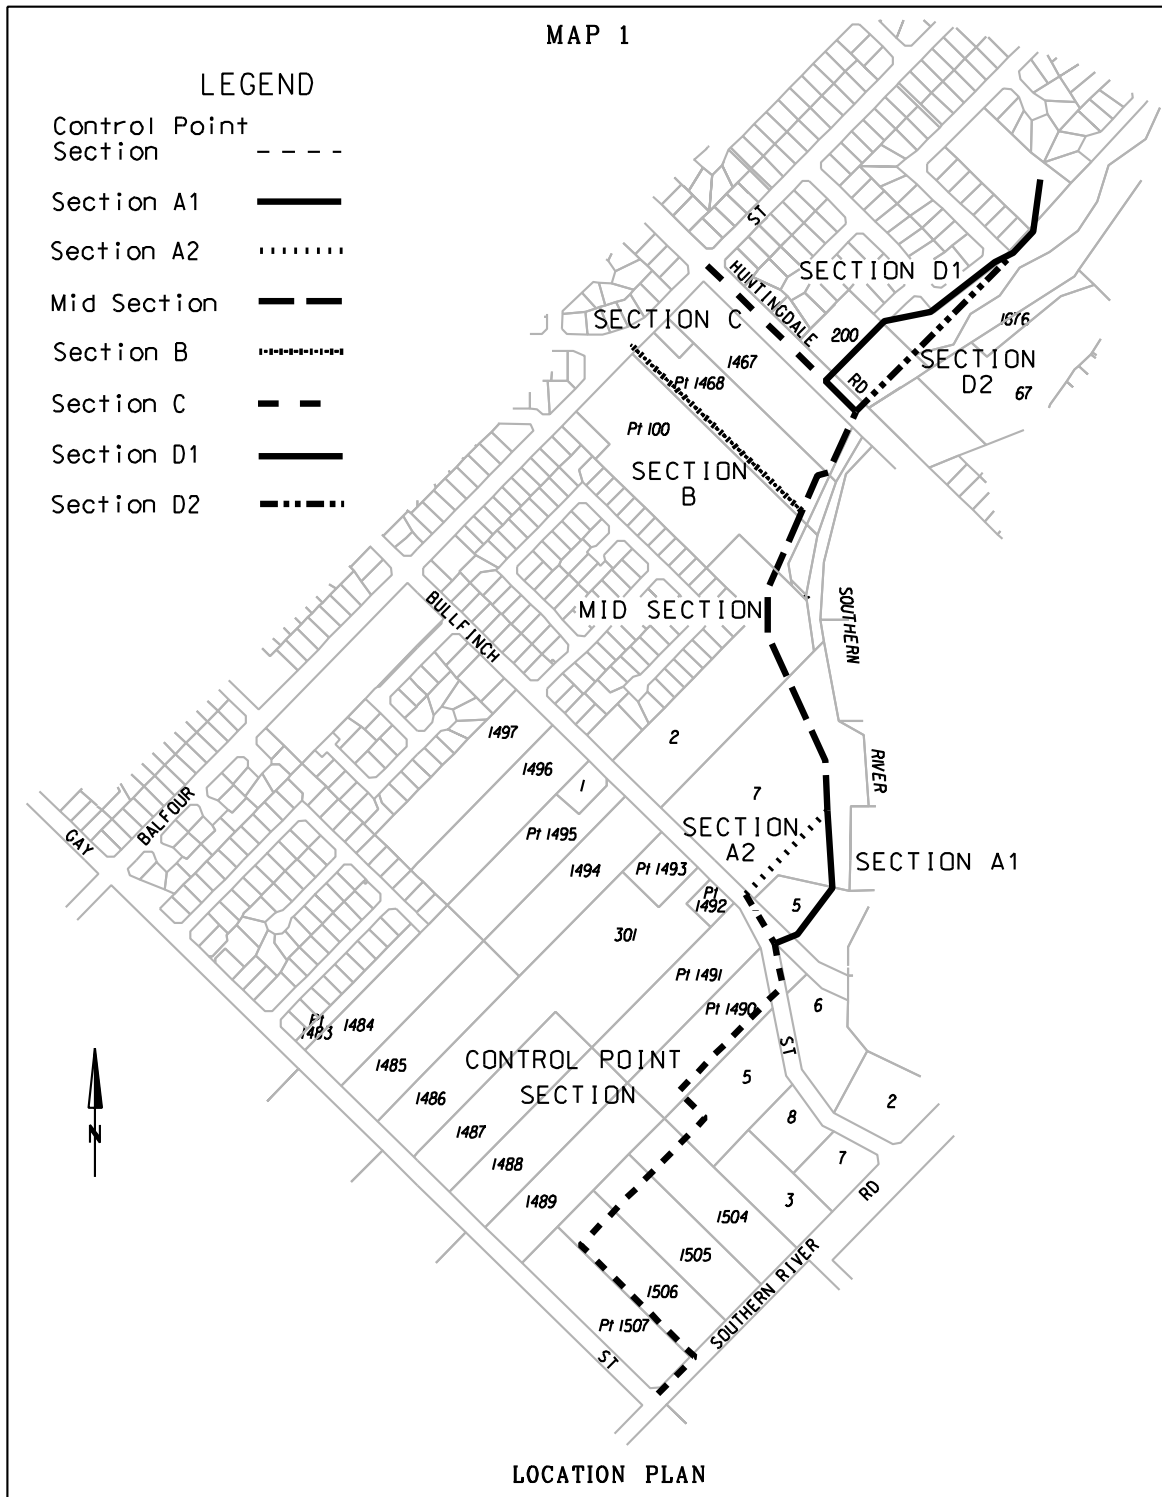 MAP 1
LEGEND
Control Point
Section
Section A1
Section A2
Mid Section
Section B
Section C
Section D1
Section D2
ST
HUNTINGDALE
RD
SECTION D1
SECTION C
200
1676
1467
SECTION
D2
Pt 1468
67
Pt 100
SECTION
B
BULLFINCH
MID SECTION
SOUTHERN
RIVER
1497
2
1496
1
7
BALFOUR
GAY
Pt 1495
SECTION
A2
SECTION A1
1494
Pt 1493
Pt
1492
5
301
Pt 1491
Pt 1490
6
Pt
1483
1484
ST
1485
CONTROL POINT
SECTION
5
1486
2
8
1487
7
1488
N
1489
3
RD
1504
1505
1506
SOUTHERN RIVER
Pt 1507
ST
LOCATION PLAN